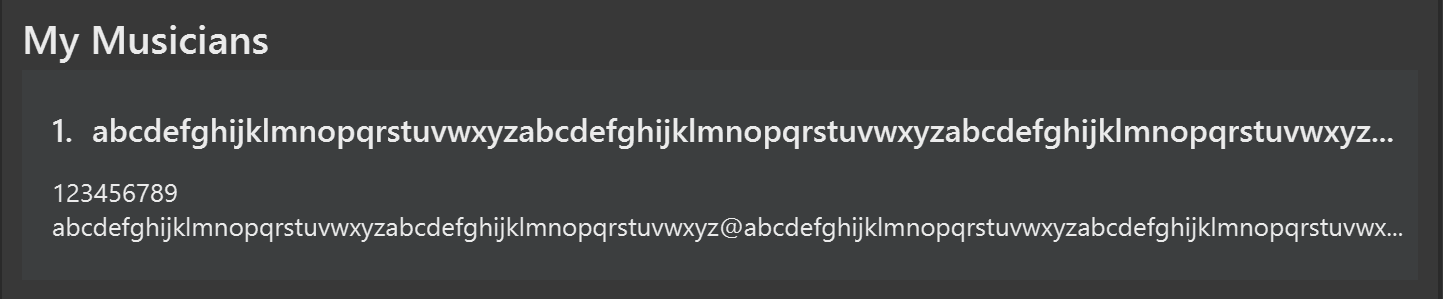 My Musicians
1. abcdefghijklmnopqrstuvwxyzabcdefghijklmnopqrstuvwxyzabcdefghijklmnopqrstuvwxyz...
123456789
abcdefghijklmnopqrstuvwxyzabcdefghijklmnopqrstuvwxyz@abcdefghijklmnopqrstuvwxyzabcdefghijklmnopqrstuvwx...